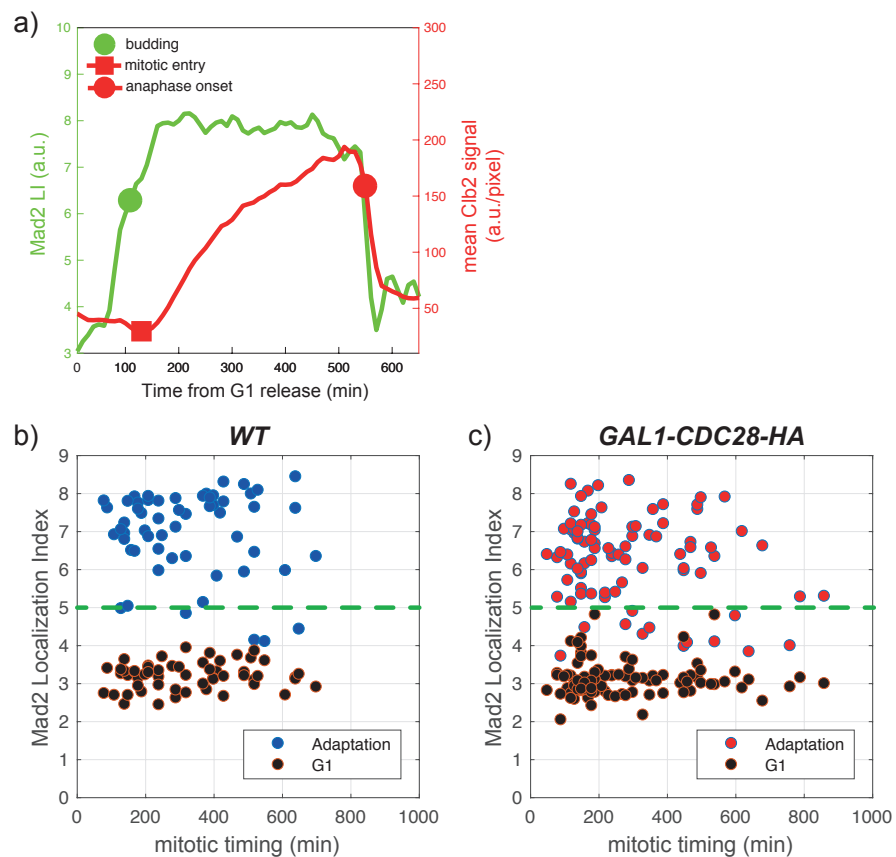 a)
10
9
8
7
6
5
4
3
Mad2 LI (a.u.)
budding
mitotic entry
anaphase onset
300
250
200
150
100
50
mean Clb2 signal
(a.u./pixel)
0 100 200 300 400 500 600
Time from G1 release (min)
b)
WT
9
8
7
6
5
4
3
2
1
0
Mad2 Localization Index
Adaptation
G1
0 200 400 600 800 1000
mitotic timing (min)
c)
GAL1-CDC28-HA
9
8
7
6
5
4
3
2
1
0
Mad2 Localization Index
Adaptation
G1
0 200 400 600 800 1000
mitotic timing (min)